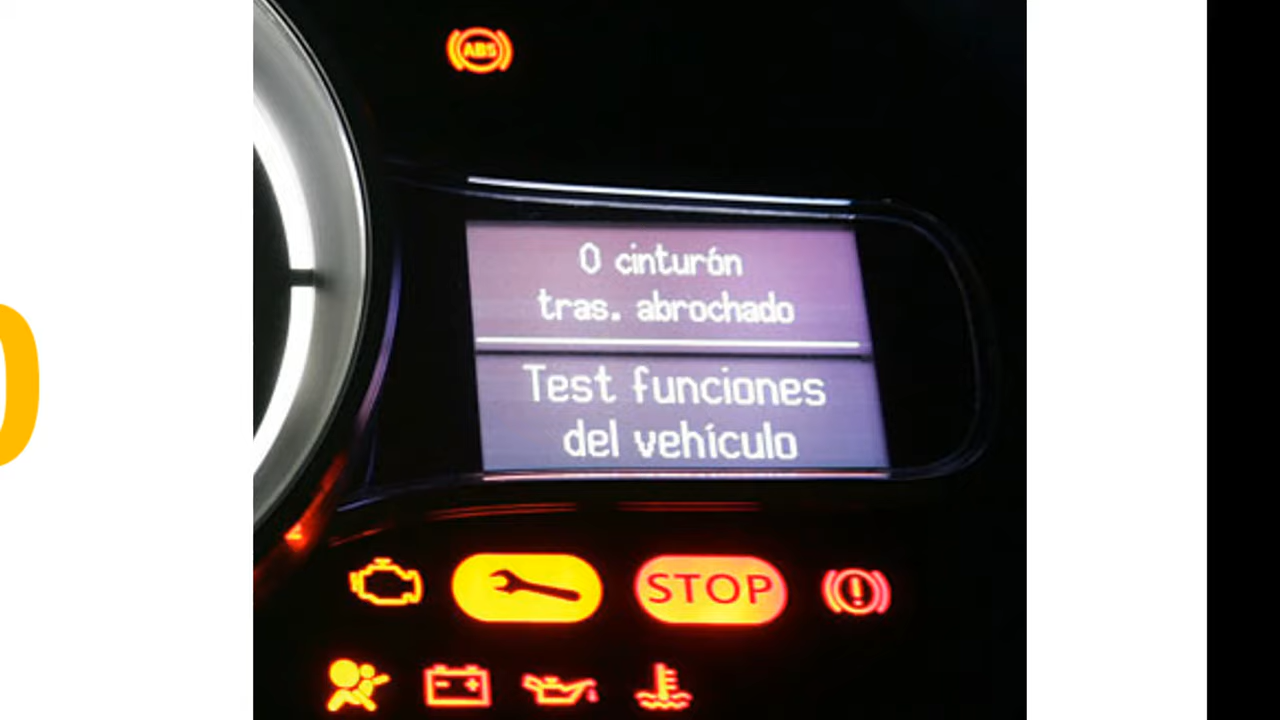 ABS
0 cinturón
tras. abrochado
Test funciones
del vehículo
STOP